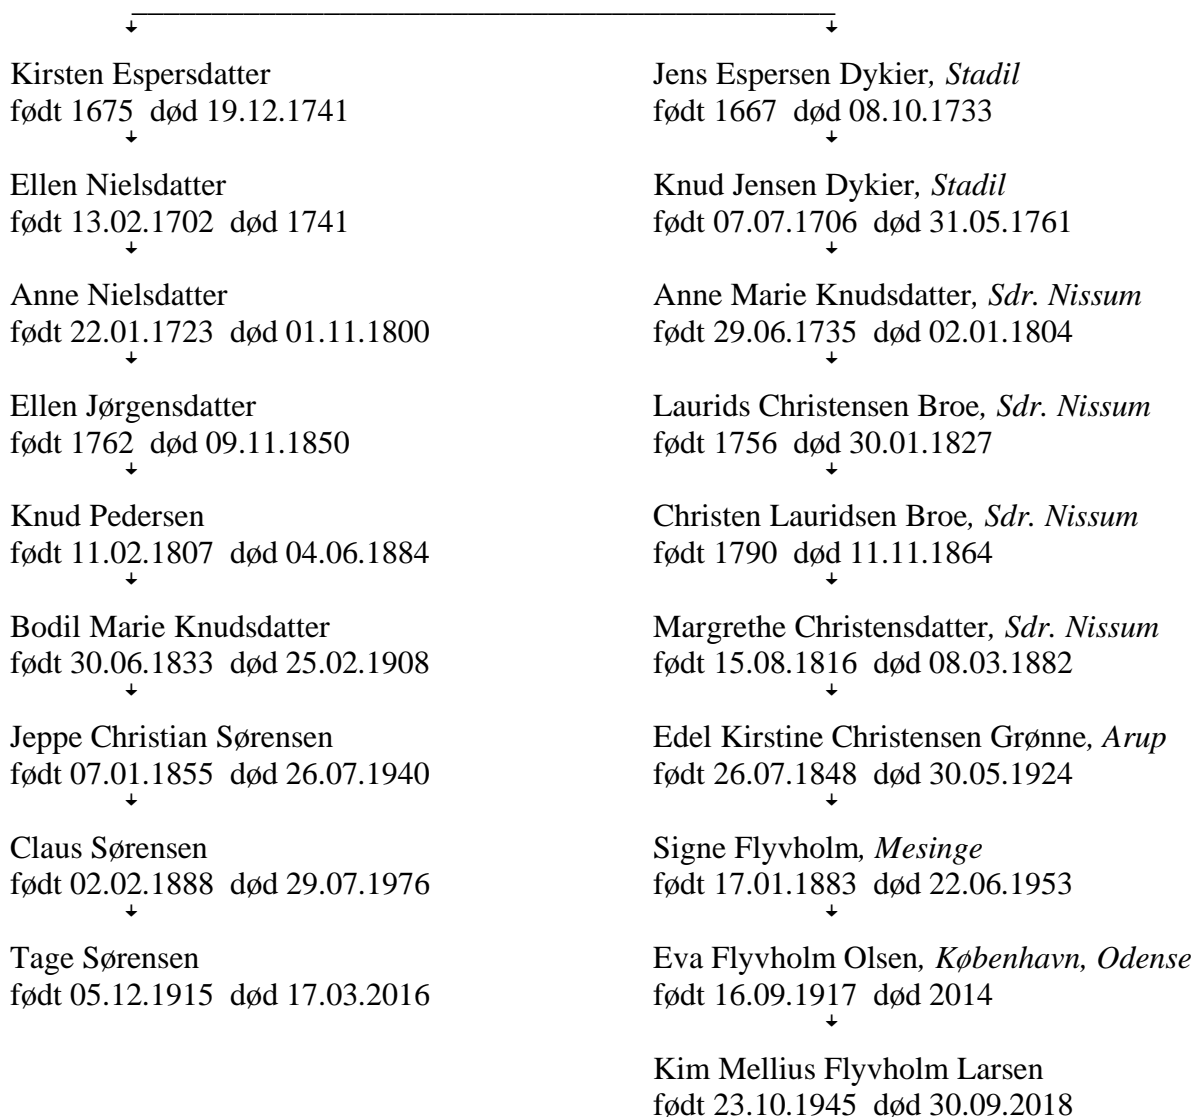 Kirsten Espersdatter
født 1675 død 19.12.1741
Ellen Nielsdatter
født 13.02.1702 død 1741
Anne Nielsdatter
født 22.01.1723 død 01.11.1800
Ellen Jørgensdatter
født 1762 død 09.11.1850
Knud Pedersen
født 11.02.1807 død 04.06.1884
Bodil Marie Knudsdatter
født 30.06.1833 død 25.02.1908
Jeppe Christian Sørensen
født 07.01.1855 død 26.07.1940
Claus Sørensen
født 02.02.1888 død 29.07.1976
Tage Sørensen
født 05.12.1915 død 17.03.2016
Jens Espersen Dykier, Stadil
født 1667 død 08.10.1733
Knud Jensen Dykier, Stadil
født 07.07.1706 død 31.05.1761
Anne Marie Knudsdatter, Sdr. Nissum
født 29.06.1735 død 02.01.1804
Laurids Christensen Broe, Sdr. Nissum
født 1756 død 30.01.1827
Christen Lauridsen Broe, Sdr. Nissum
født 1790 død 11.11.1864
Margrethe Christensdatter, Sdr. Nissum
født 15.08.1816 død 08.03.1882
Edel Kirstine Christensen Grønne, Arup
født 26.07.1848 død 30.05.1924
Signe Flyvholm, Mesinge
født 17.01.1883 død 22.06.1953
Eva Flyvholm Olsen, København, Odense
født 16.09.1917 død 2014
Kim Mellius Flyvholm Larsen
født 23.10.1945 død 30.09.2018